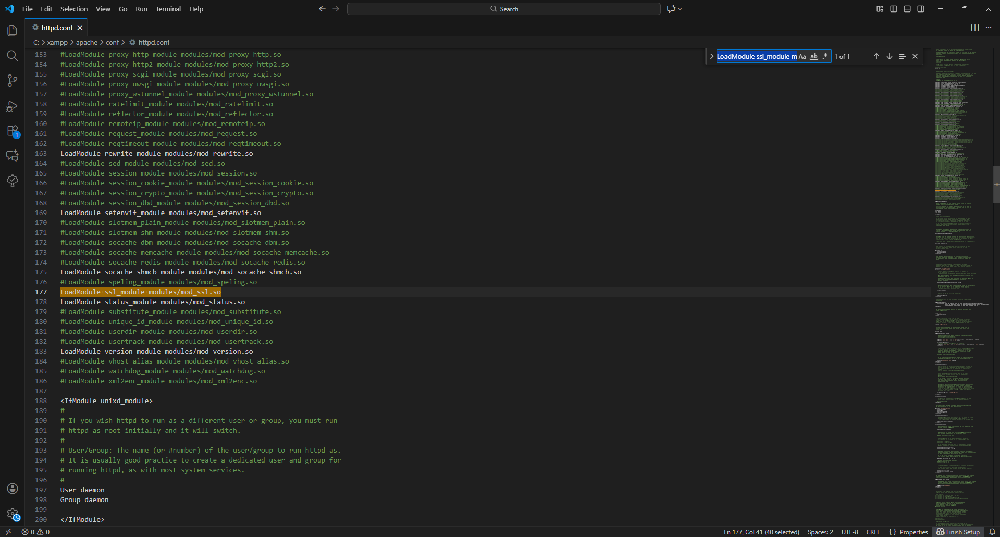 File Edit Selection View Go Run Terminal Help
Search
httpd.conf
C: > xampp > apache > conf > httpd.conf
LoadModule ssl_module m Aa ab .* 1 of 1
153 #LoadModule proxy_http_module modules/mod_proxy_http.so
154 #LoadModule proxy_http2_module modules/mod_proxy_http2.so
155 #LoadModule proxy_scgi_module modules/mod_proxy_scgi.so
156 #LoadModule proxy_uwsgi_module modules/mod_proxy_uwsgi.so
157 #LoadModule proxy_wstunnel_module modules/mod_proxy_wstunnel.so
158 #LoadModule ratelimit_module modules/mod_ratelimit.so
159 #LoadModule reflector_module modules/mod_reflector.so
160 #LoadModule remoteip_module modules/mod_remoteip.so
161 #LoadModule request_module modules/mod_request.so
162 #LoadModule reqtimeout_module modules/mod_reqtimeout.so
163 LoadModule rewrite_module modules/mod_rewrite.so
164 #LoadModule sed_module modules/mod_sed.so
165 #LoadModule session_module modules/mod_session.so
166 #LoadModule session_cookie_module modules/mod_session_cookie.so
167 #LoadModule session_crypto_module modules/mod_session_crypto.so
168 #LoadModule session_dbd_module modules/mod_session_dbd.so
169 LoadModule setenvif_module modules/mod_setenvif.so
170 #LoadModule slotmem_plain_module modules/mod_slotmem_plain.so
171 #LoadModule slotmem_shm_module modules/mod_slotmem_shm.so
172 #LoadModule socache_dbm_module modules/mod_socache_dbm.so
173 #LoadModule socache_memcache_module modules/mod_socache_memcache.so
174 #LoadModule socache_redis_module modules/mod_socache_redis.so
175 LoadModule socache_shmcb_module modules/mod_socache_shmcb.so
176 #LoadModule speling_module modules/mod_speling.so
177 LoadModule ssl_module modules/mod_ssl.so
178 LoadModule status_module modules/mod_status.so
179 #LoadModule substitute_module modules/mod_substitute.so
180 #LoadModule unique_id_module modules/mod_unique_id.so
181 #LoadModule userdir_module modules/mod_userdir.so
182 #LoadModule usertrack_module modules/mod_usertrack.so
183 LoadModule version_module modules/mod_version.so
184 #LoadModule vhost_alias_module modules/mod_vhost_alias.so
185 #LoadModule watchdog_module modules/mod_watchdog.so
186 #LoadModule xml2enc_module modules/mod_xml2enc.so
187
188 <IfModule unixd_module>
189 #
190 # If you wish httpd to run as a different user or group, you must run
191 # httpd as root initially and it will switch.
192 #
193 # User/Group: The name (or #number) of the user/group to run httpd as.
194 # It is usually good practice to create a dedicated user and group for
195 # running httpd, as with most system services.
196 #
197 User daemon
198 Group daemon
199
200 </IfModule>
1
0 0 Ln 177, Col 41 (40 selected) Spaces: 2 UTF-8 CRLF { } Properties Finish Setup